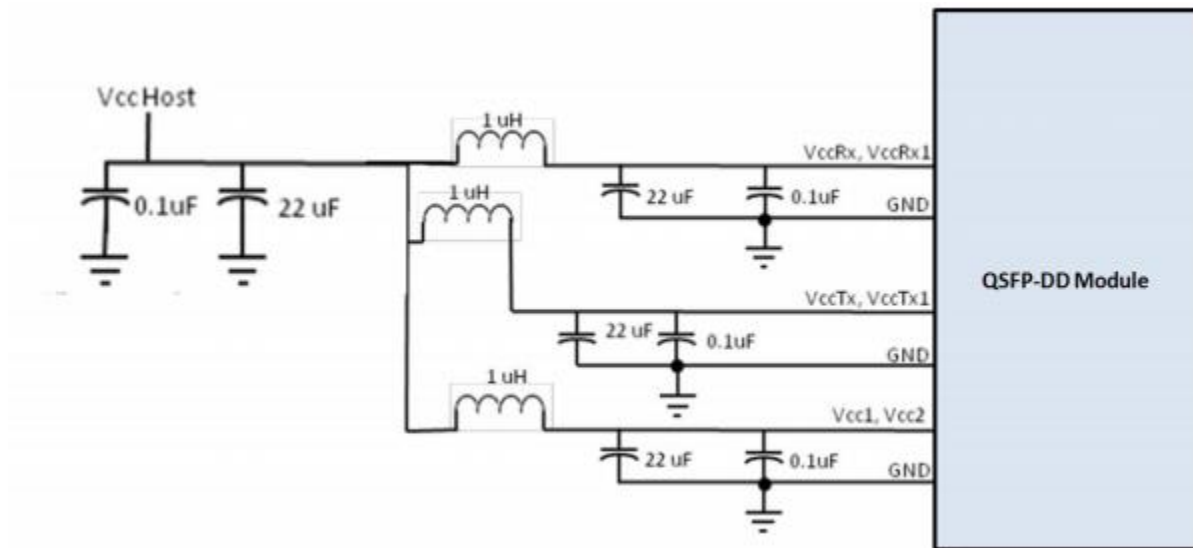 VccHost
0.1uF
22 uF
1 uH
1 uH
1 uH
VccRx, VccRx1
22 uF
0.1uF
GND
VccTx, VccTx1
22 uF
0.1uF
GND
Vcc1, Vcc2
22 uF
0.1uF
GND
QSFP-DD Module